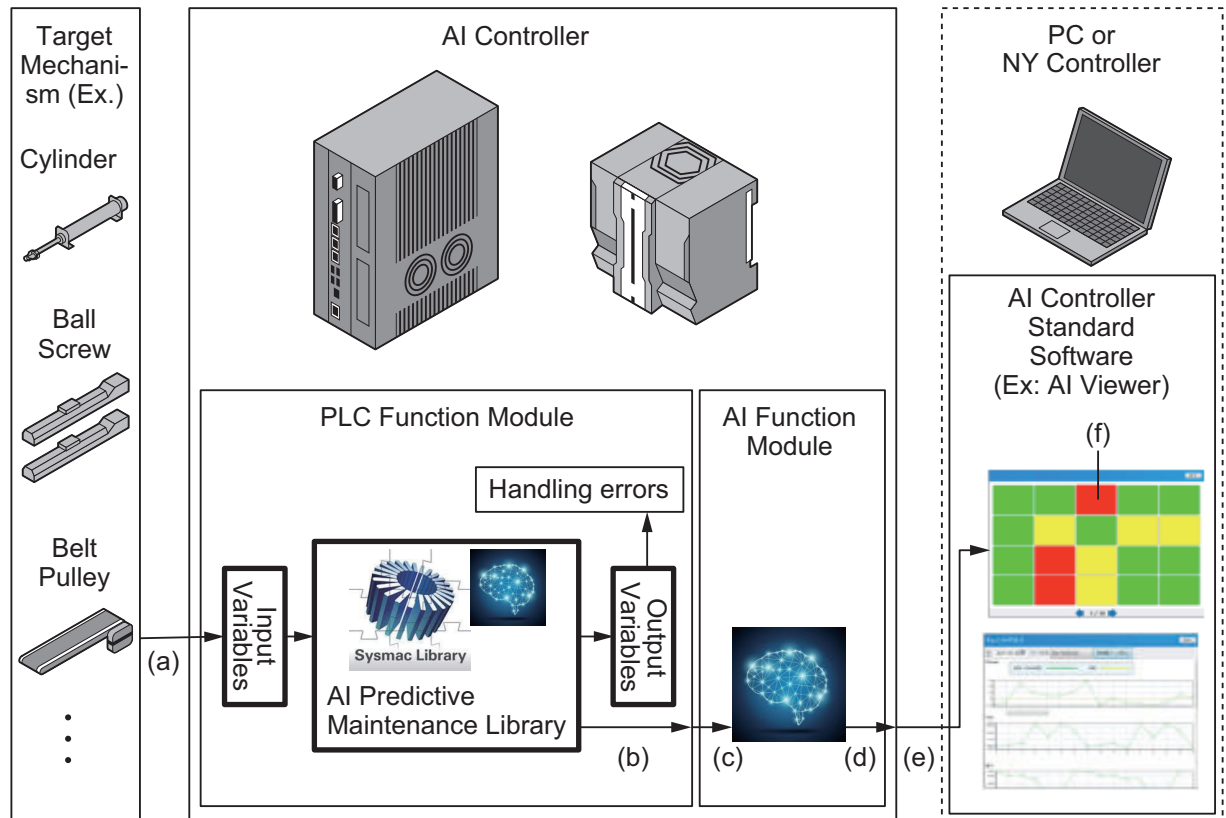 Target
Mechani-
sm (Ex.)
Cylinder
Ball
Screw
Belt
Pulley
(a)
AI Controller
PLC Function Module
Handling errors
Input
Variables
Sysmac Library
AI Predictive
Maintenance Library
Output
Variables
(b)
AI Function
Module
(c)
(d)
(e)
PC or
NY Controller
AI Controller
Standard
Software
(Ex: AI Viewer)
(f)